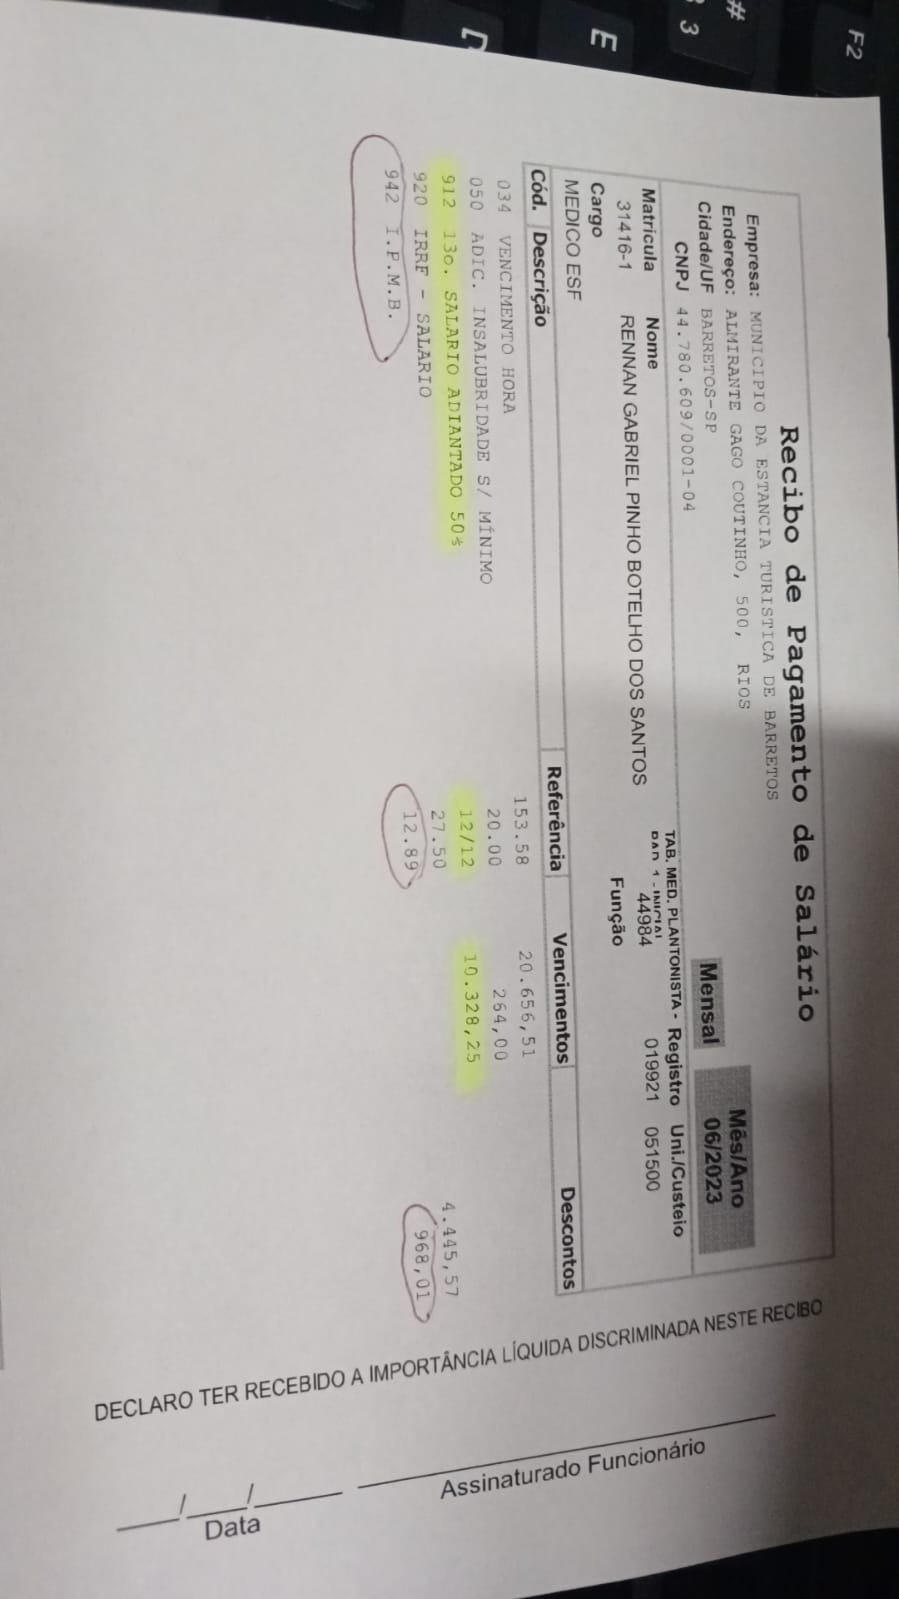 F2
#
3
E
D
Recibo de Pagamento de Salário
Empresa: MUNICIPIO DA ESTANCIA TURISTICA DE BARRETOS
Endereço: ALMIRANTE GAGO COUTINHO, 500, RIOS
Cidade/UF BARRETOS-SP
CNPJ 44.780.609/0001-04
Mensal
Mês/Ano
06/2023
Matrícula Nome TAB. MED. PLANTONISTA - Registro Uni./Custeio
PAD 1 - INICIAL
31416-1 RENNAN GABRIEL PINHO BOTELHO DOS SANTOS 44984 019921 051500
Cargo Função
MEDICO ESF
Cód. Descrição Referência Vencimentos Descontos
034 VENCIMENTO HORA 153.58 20.656,51
050 ADIC. INSALUBRIDADE S/ MÍNIMO 20.00 264,00
912 13o. SALARIO ADIANTADO 50% 12/12 10.328,25
920 IRRF - SALARIO 27.50 4.445,57
942 I.P.M.B. 12.89 968,01
DECLARO TER RECEBIDO A IMPORTÂNCIA LÍQUIDA DISCRIMINADA NESTE RECIBO
Assinaturado Funcionário
__/__/__
Data